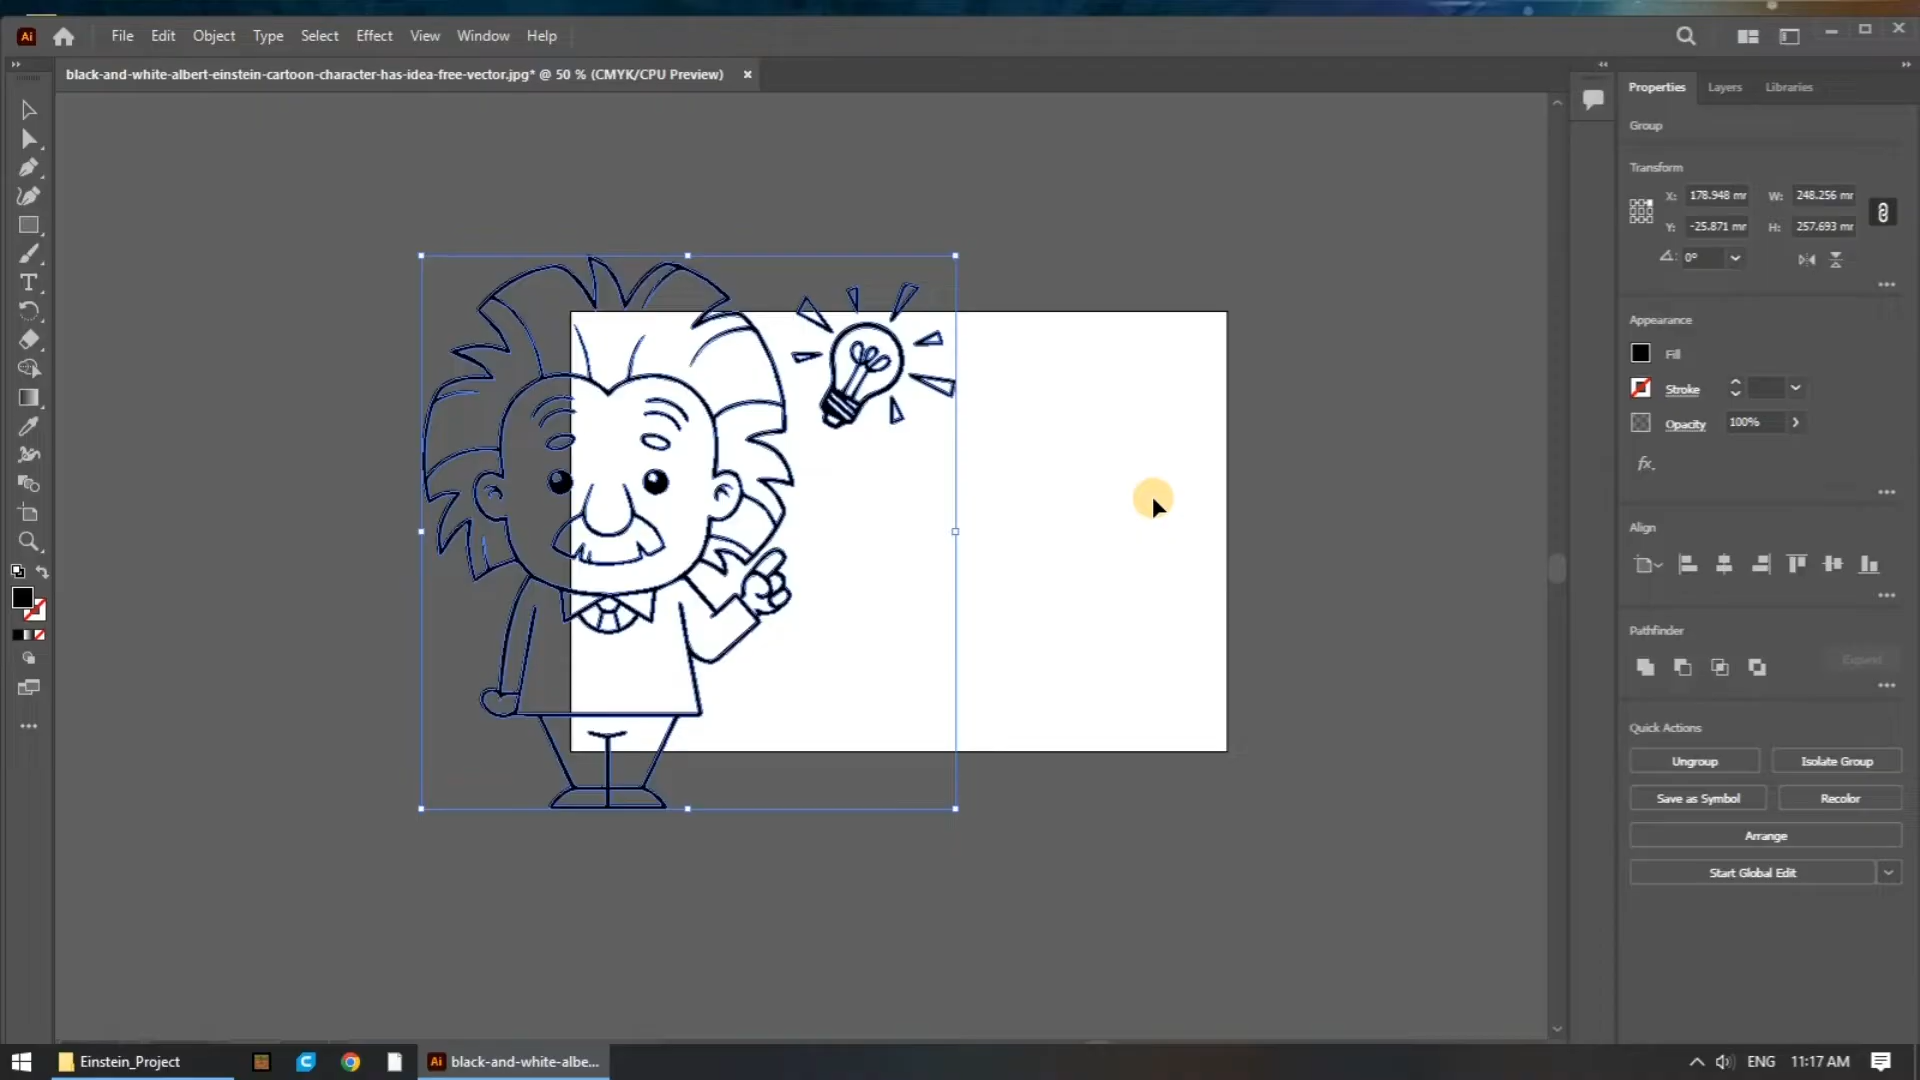 Ai File Edit Object Type Select Effect View Window Help
black-and-white-albert-einstein-cartoon-character-has-idea-free-vector.jpg* @ 50 % (CMYK/CPU Preview) ×
Properties Layers Libraries
Group
Transform
X: 178.948 mr W: 248.256 mr
Y: -25.871 mr H: 257.693 mr
0°
Appearance
Fill
Stroke
Opacity 100%
fx.
Align
Pathfinder
Expand
Quick Actions
Ungroup Isolate Group
Save as Symbol Recolor
Arrange
Start Global Edit
Einstein_Project Ai black-and-white-albe... ENG 11:17 AM